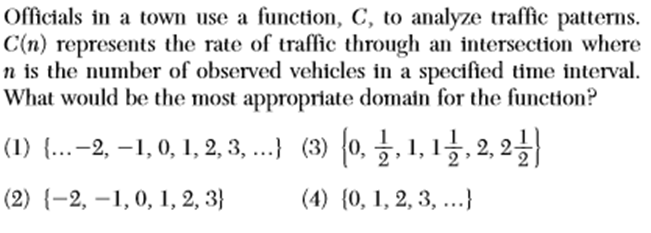 Officials in a town use a function, C, to analyze traffic patterns.
C(n) represents the rate of traffic through an intersection where
n is the number of observed vehicles in a specified time interval.
What would be the most appropriate domain for the function?
(1) {...−2, −1, 0, 1, 2, 3, ...} (3) {0, 1/2, 1, 1 1/2, 2, 2 1/2}
(2) {−2, −1, 0, 1, 2, 3} (4) {0, 1, 2, 3, ...}